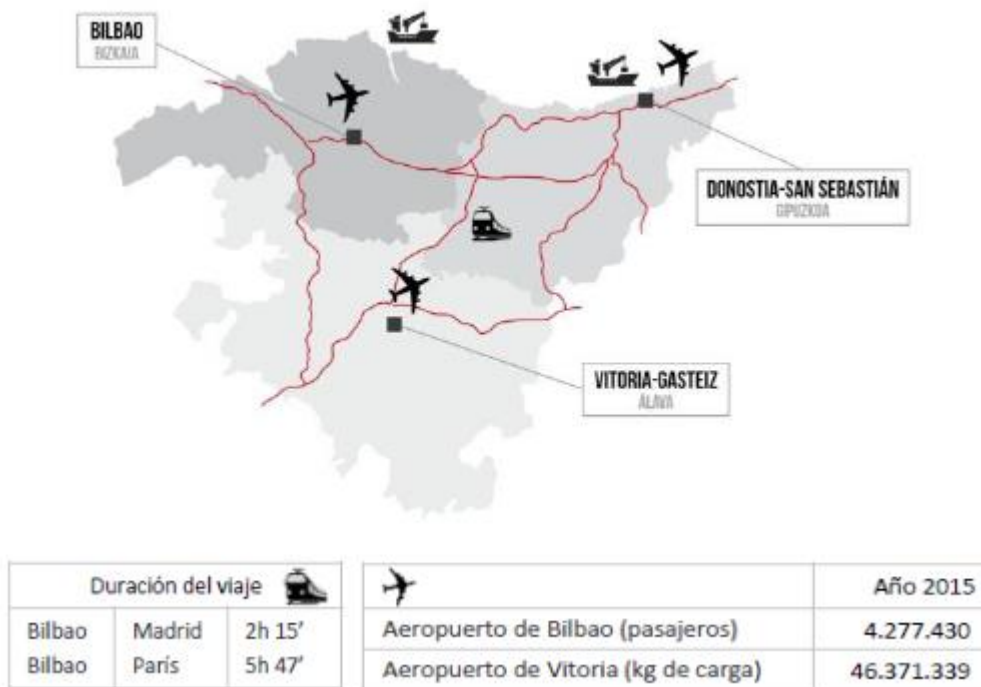 BILBAO
BIZKAIA
DONOSTIA-SAN SEBASTIÁN
GIPUZKOA
VITORIA-GASTEIZ
ÁLAVA
Duración del viaje
Bilbao Madrid 2h 15’
Bilbao París 5h 47’
Año 2015
Aeropuerto de Bilbao (pasajeros) 4.277.430
Aeropuerto de Vitoria (kg de carga) 46.371.339